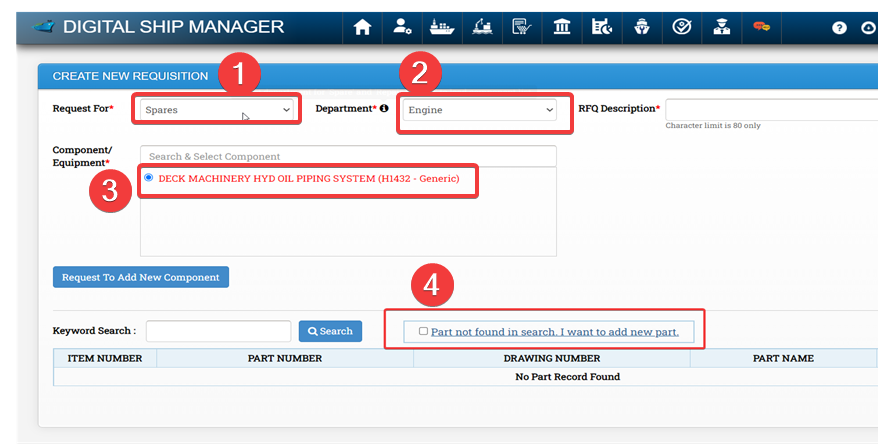 DIGITAL SHIP MANAGER
?
CREATE NEW REQUISITION
1
2
Request For*
Spares
Department*
Engine
RFQ Description*
Character limit is 80 only
Component/
Equipment*
Search & Select Component
3
DECK MACHINERY HYD OIL PIPING SYSTEM (H1432 - Generic)
Request To Add New Component
4
Keyword Search :
Search
Part not found in search. I want to add new part.
ITEM NUMBER PART NUMBER DRAWING NUMBER PART NAME
No Part Record Found